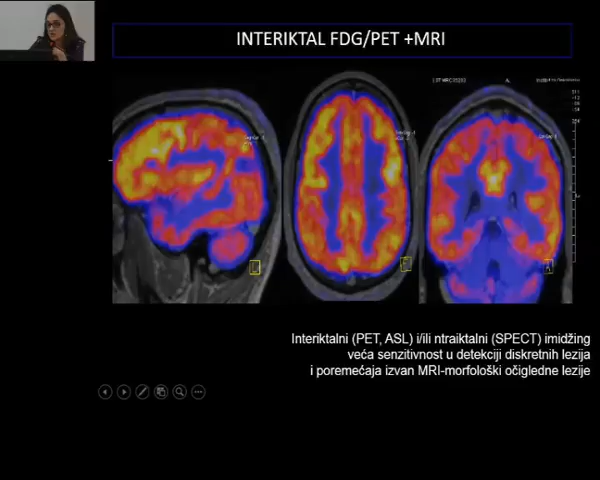 INTERIKTAL FDG/PET +MRI
Interiktalni (PET, ASL) i/ili ntraiktalni (SPECT) imidžing
veća senzitivnost u detekciji diskretnih lezija
i poremećaja izvan MRI-morfološki očigledne lezije